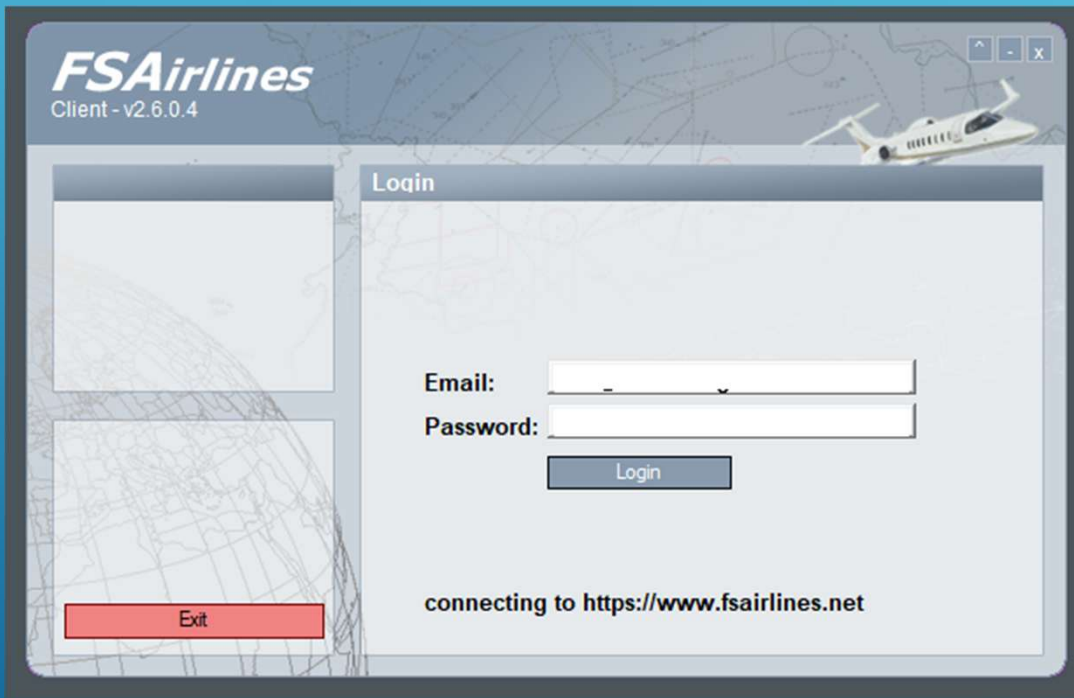 FSAirlines
Client - v2.6.0.4
^ - x
Login
Email:
Password:
Login
connecting to https://www.fsairlines.net
Exit